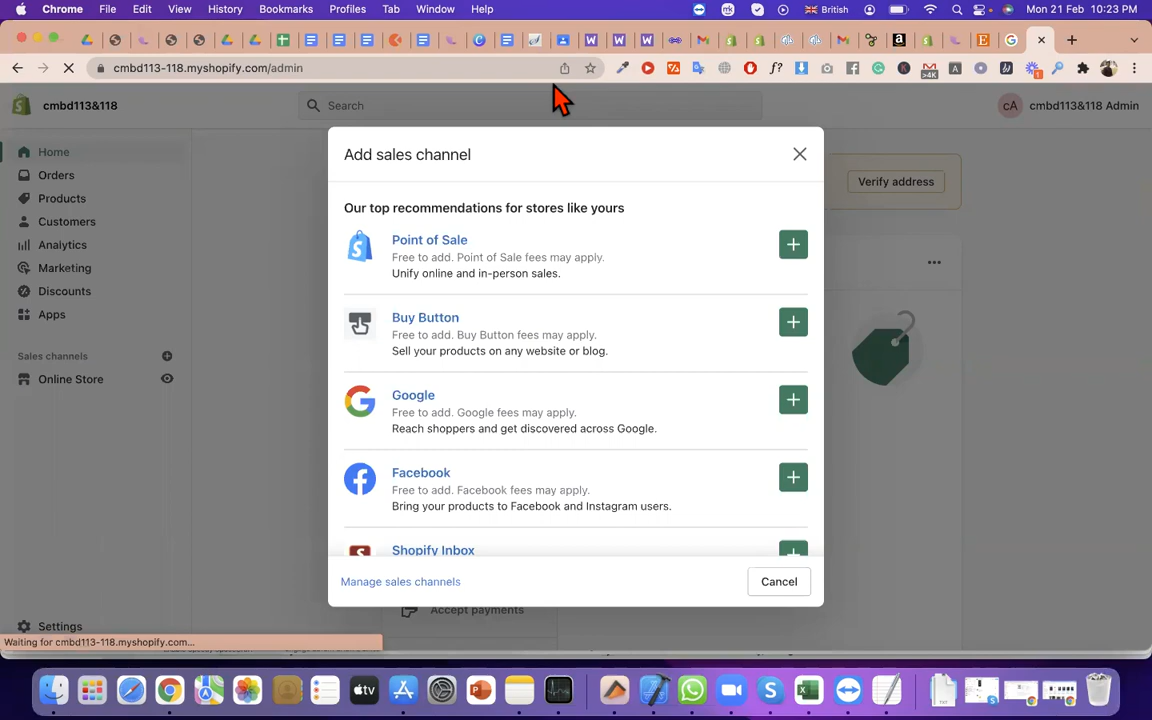 Chrome File Edit View History Bookmarks Profiles Tab Window Help British Mon 21 Feb 10:23 PM
cmbd113-118.myshopify.com/admin
cmbd113&118 Search cA cmbd113&118 Admin
Add sales channel
Home
Orders
Products
Customers
Analytics
Marketing
Discounts
Apps
Sales channels
Online Store
Settings
Verify address
Our top recommendations for stores like yours
Point of Sale
Free to add. Point of Sale fees may apply.
Unify online and in-person sales.
Buy Button
Free to add. Buy Button fees may apply.
Sell your products on any website or blog.
Google
Free to add. Google fees may apply.
Reach shoppers and get discovered across Google.
Facebook
Free to add. Facebook fees may apply.
Bring your products to Facebook and Instagram users.
Shopify Inbox
Manage sales channels Cancel
Accept payments
Waiting for cmbd113-118.myshopify.com...